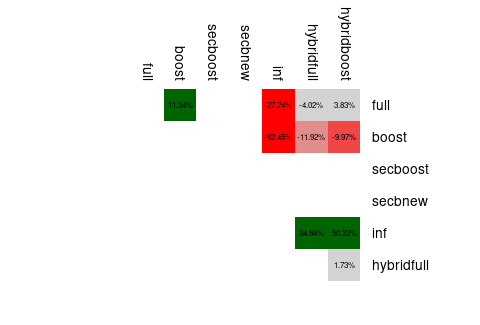 full
boost
secboost
secbnew
inf
hybridfull
hybridboost
11.34% -27.24% -4.02% 3.83% full
-62.45% -11.92% -9.97% boost
secboost
secbnew
34.84% 50.33% inf
1.73% hybridfull